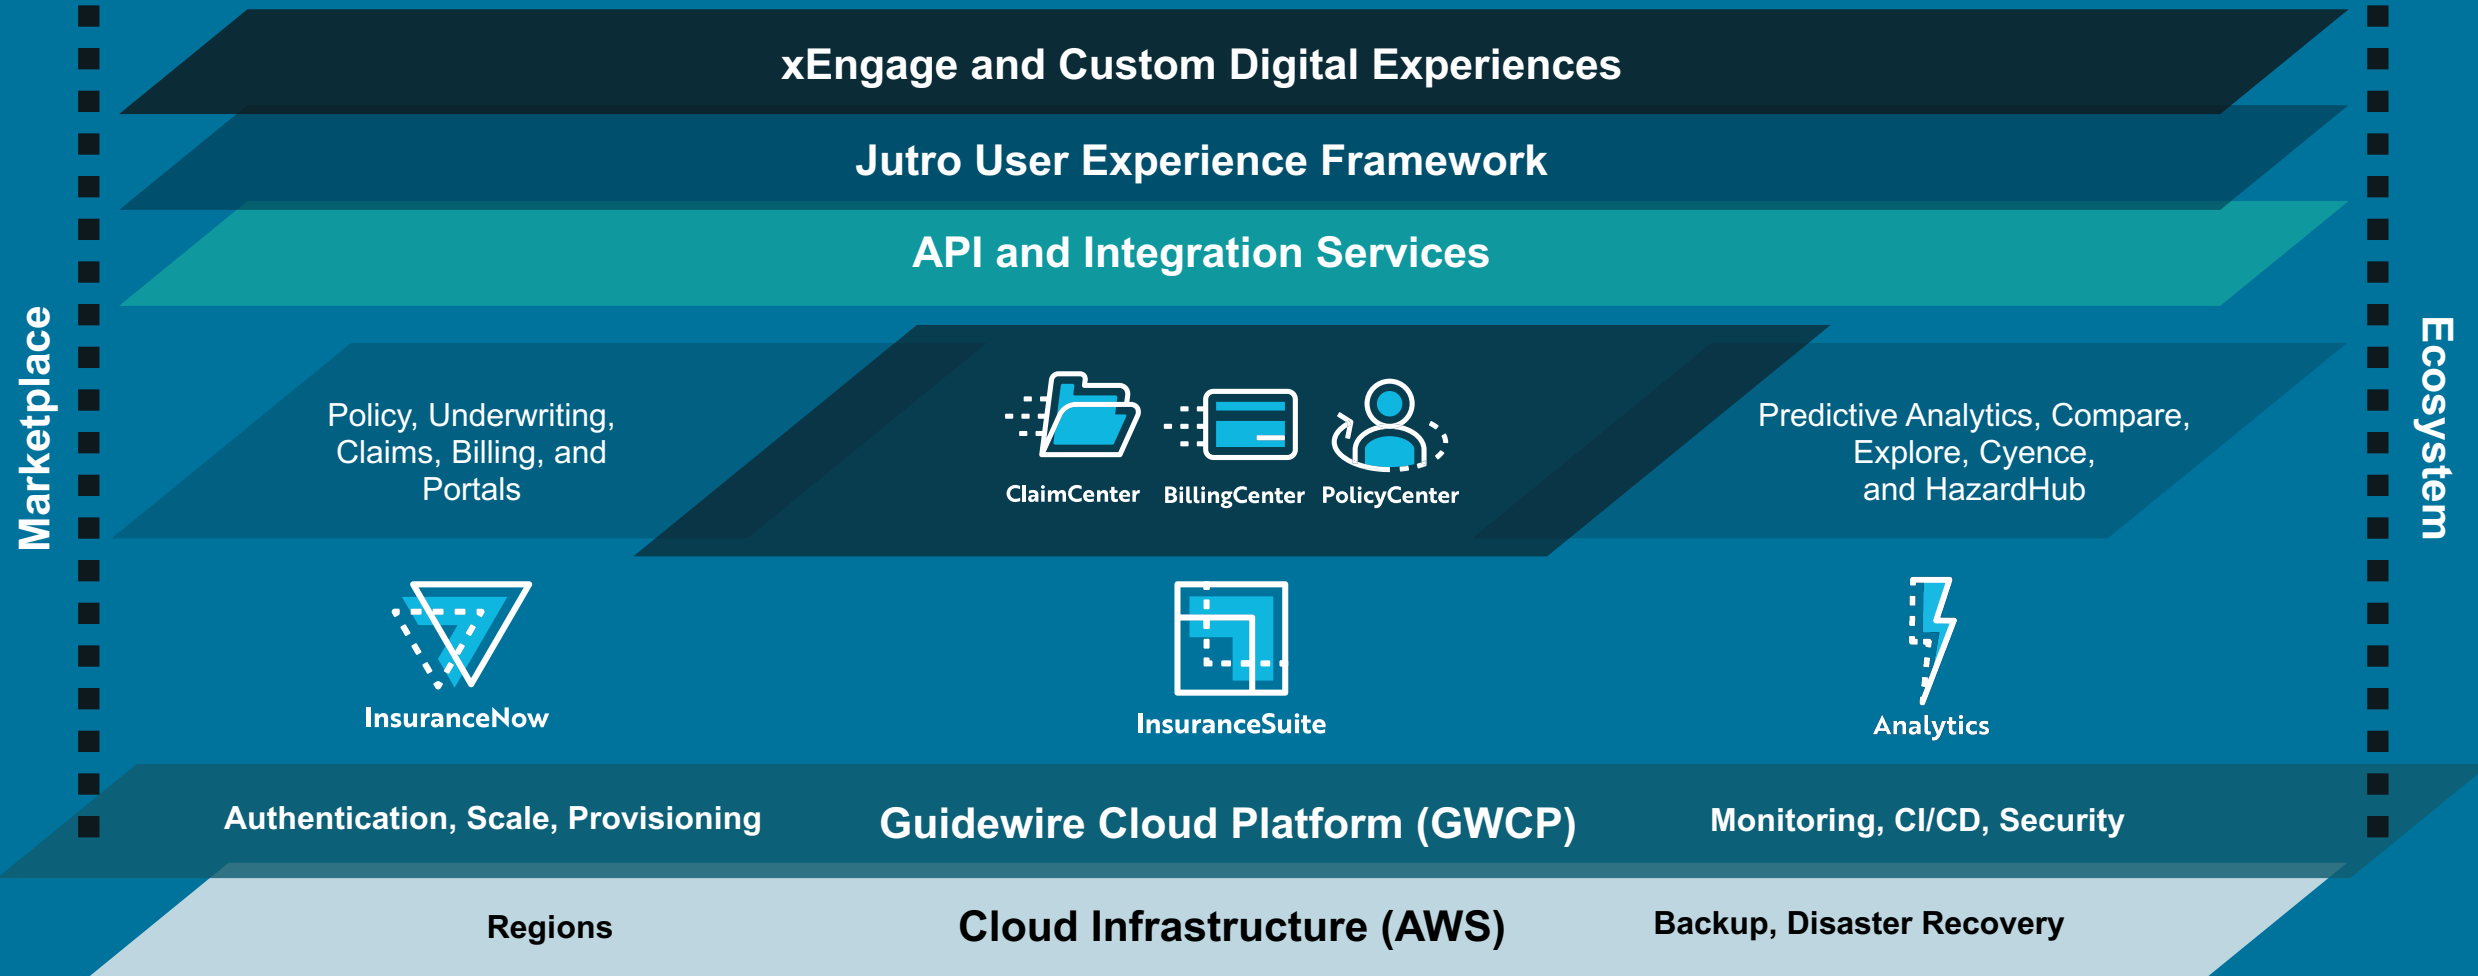 xEngage and Custom Digital Experiences
Jutro User Experience Framework
API and Integration Services
Marketplace
Policy, Underwriting,
Claims, Billing, and
Portals
ClaimCenter
BillingCenter
PolicyCenter
Predictive Analytics, Compare,
Explore, Cyence,
and HazardHub
Ecosystem
InsuranceNow
InsuranceSuite
Analytics
Authentication, Scale, Provisioning
Guidewire Cloud Platform (GWCP)
Monitoring, CI/CD, Security
Regions
Cloud Infrastructure (AWS)
Backup, Disaster Recovery